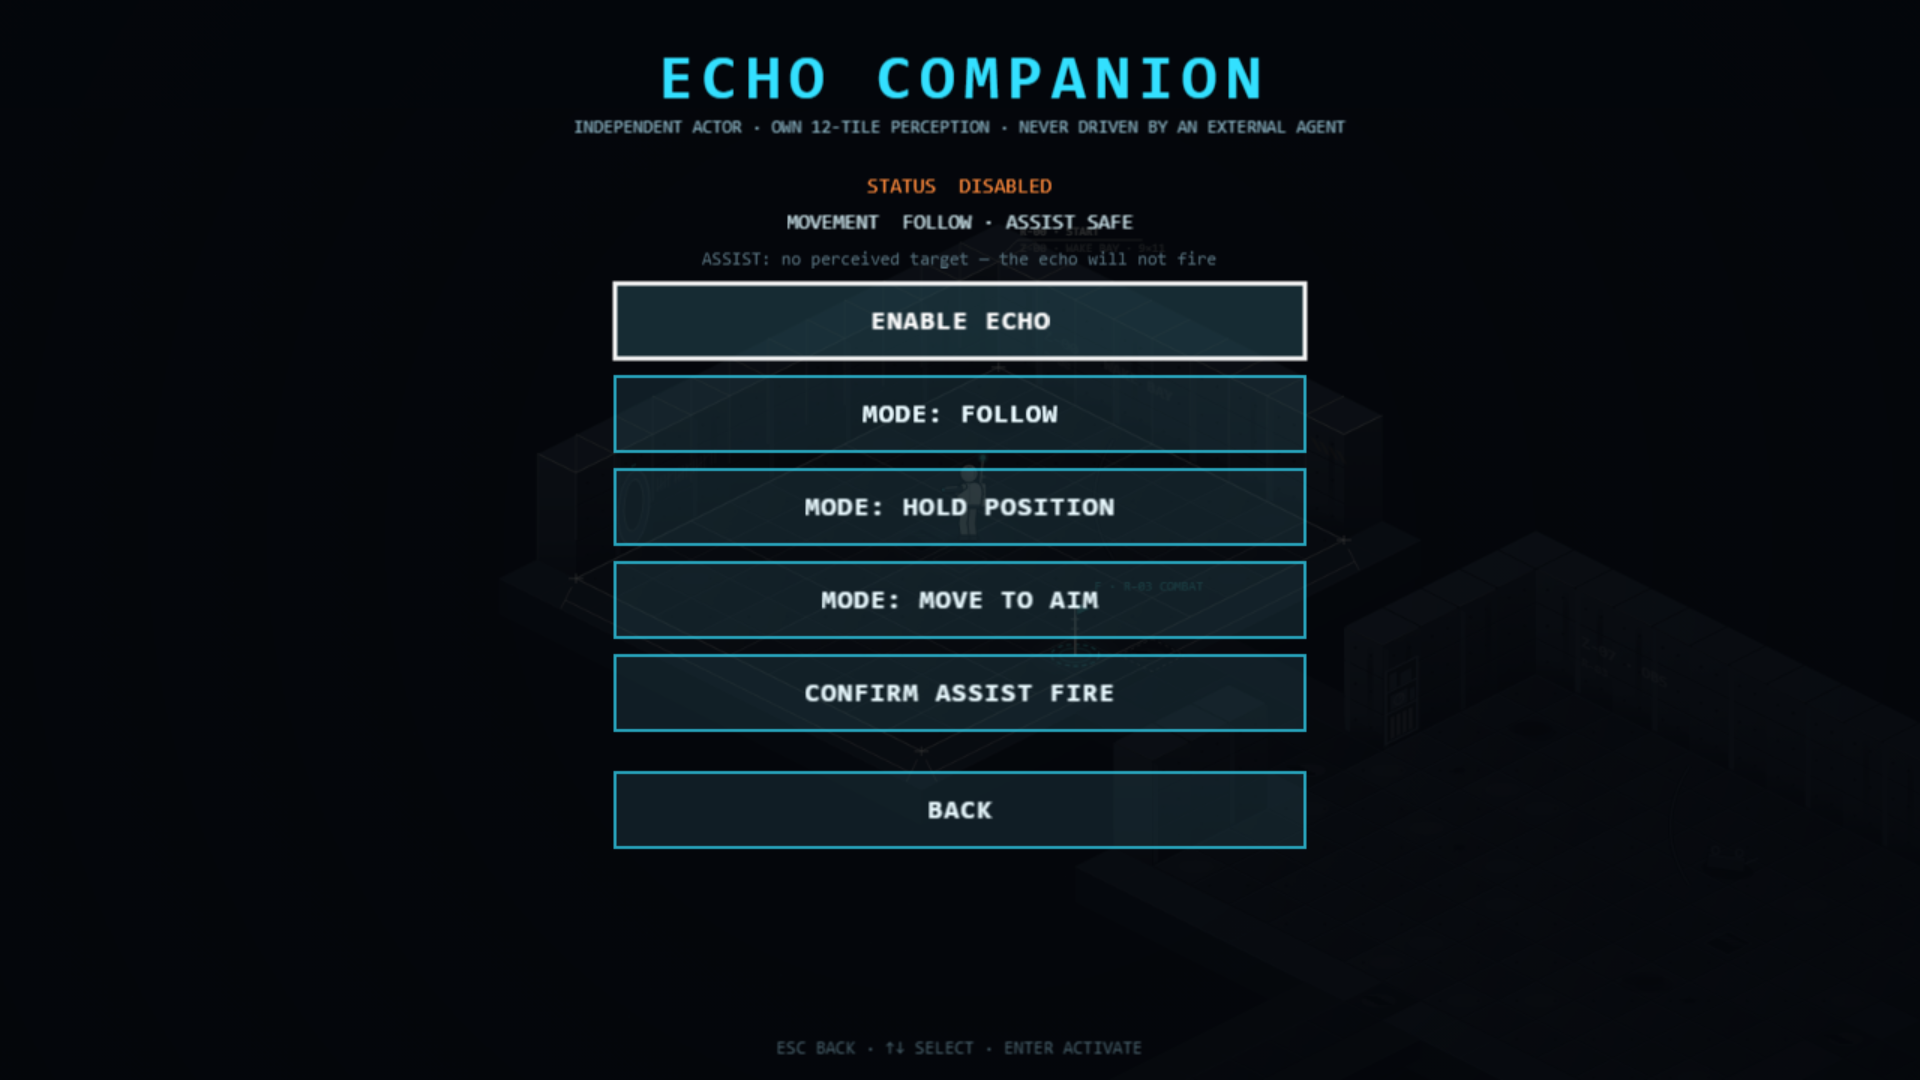 ECHO COMPANION
INDEPENDENT ACTOR · OWN 12-TILE PERCEPTION · NEVER DRIVEN BY AN EXTERNAL AGENT
STATUS  DISABLED
MOVEMENT  FOLLOW · ASSIST SAFE
ASSIST: no perceived target — the echo will not fire
ENABLE ECHO
MODE: FOLLOW
MODE: HOLD POSITION
R-03 COMBAT
MODE: MOVE TO AIM
CONFIRM ASSIST FIRE
BACK
ESC BACK · ↑↓ SELECT · ENTER ACTIVATE